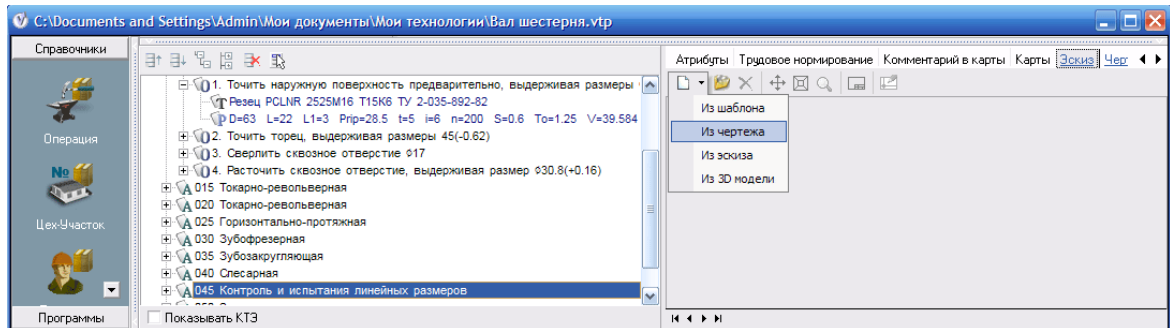 C:\Documents and Settings\Admin\Мои документы\Мои технологии\Вал шестерня.vtp
Справочники
Операция
№
Цех-Участок
Программы
1. Точить наружную поверхность предварительно, выдерживая размеры
Резец PCLNR 2525M16 Т15К6 ТУ 2-035-892-82
D=63 L=22 L1=3 Prip=28.5 t=5 i=6 n=200 S=0.6 To=1.25 V=39.584
2. Точить торец, выдерживая размеры 45(-0.62)
3. Сверлить сквозное отверстие ⌀17
4. Расточить сквозное отверстие, выдерживая размер ⌀30.8(+0.16)
А 015 Токарно-револьверная
А 020 Токарно-револьверная
А 025 Горизонтально-протяжная
А 030 Зубофрезерная
А 035 Зубозакругляющая
А 040 Слесарная
А 045 Контроль и испытания линейных размеров
Показывать КТЭ
Атрибуты Трудовое нормирование Комментарий в карты Карты Эскиз Чер
Из шаблона
Из чертежа
Из эскиза
Из 3D модели